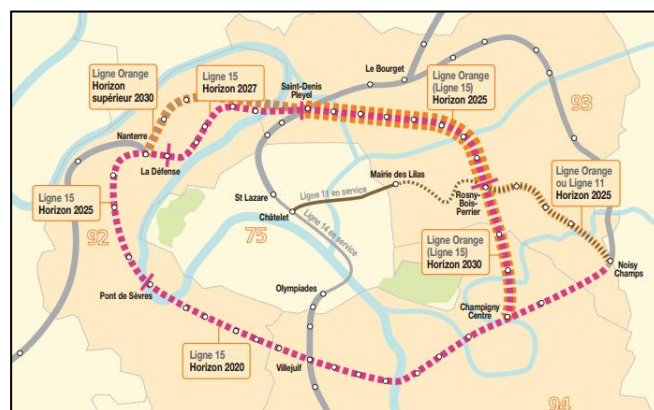 Le Bourget
Ligne Orange
Horizon
supérieur 2030
Ligne 15
Horizon 2027
Saint-Denis
Pleyel
Ligne Orange
(Ligne 15)
Horizon 2025
93
Nanterre
La Défense
Mairie des Lilas
Ligne Orange
ou Ligne 11
Horizon 2025
Ligne 15
Horizon 2025
St Lazare
Ligne 11 en service
Rosny-
Bois-
Perrier
Châtelet
Ligne 14 en service
92
75
Ligne Orange
(Ligne 15)
Horizon 2030
Noisy
Champs
Pont de Sèvres
Olympiades
Champigny
Centre
Ligne 15
Horizon 2020
Villejuif
94